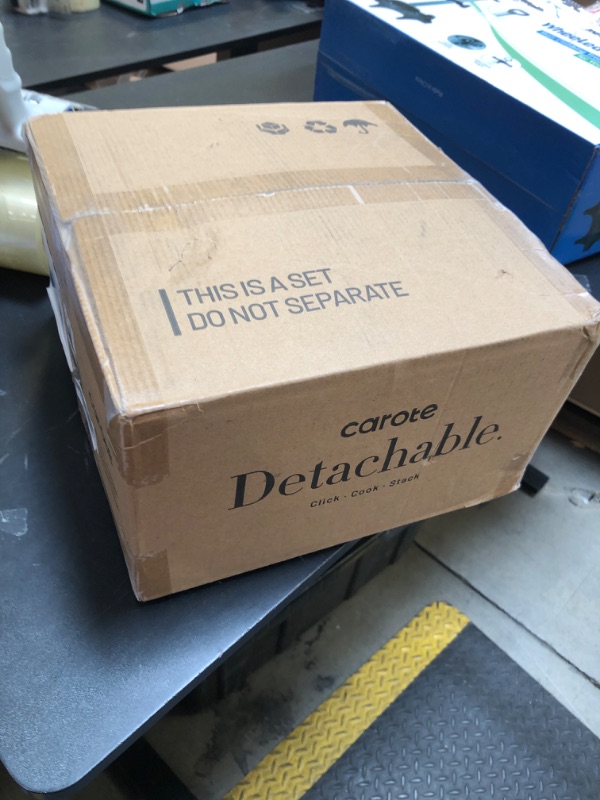 THIS IS A SET
DO NOT SEPARATE
carote
Detachable.
Click · Cook · Stack